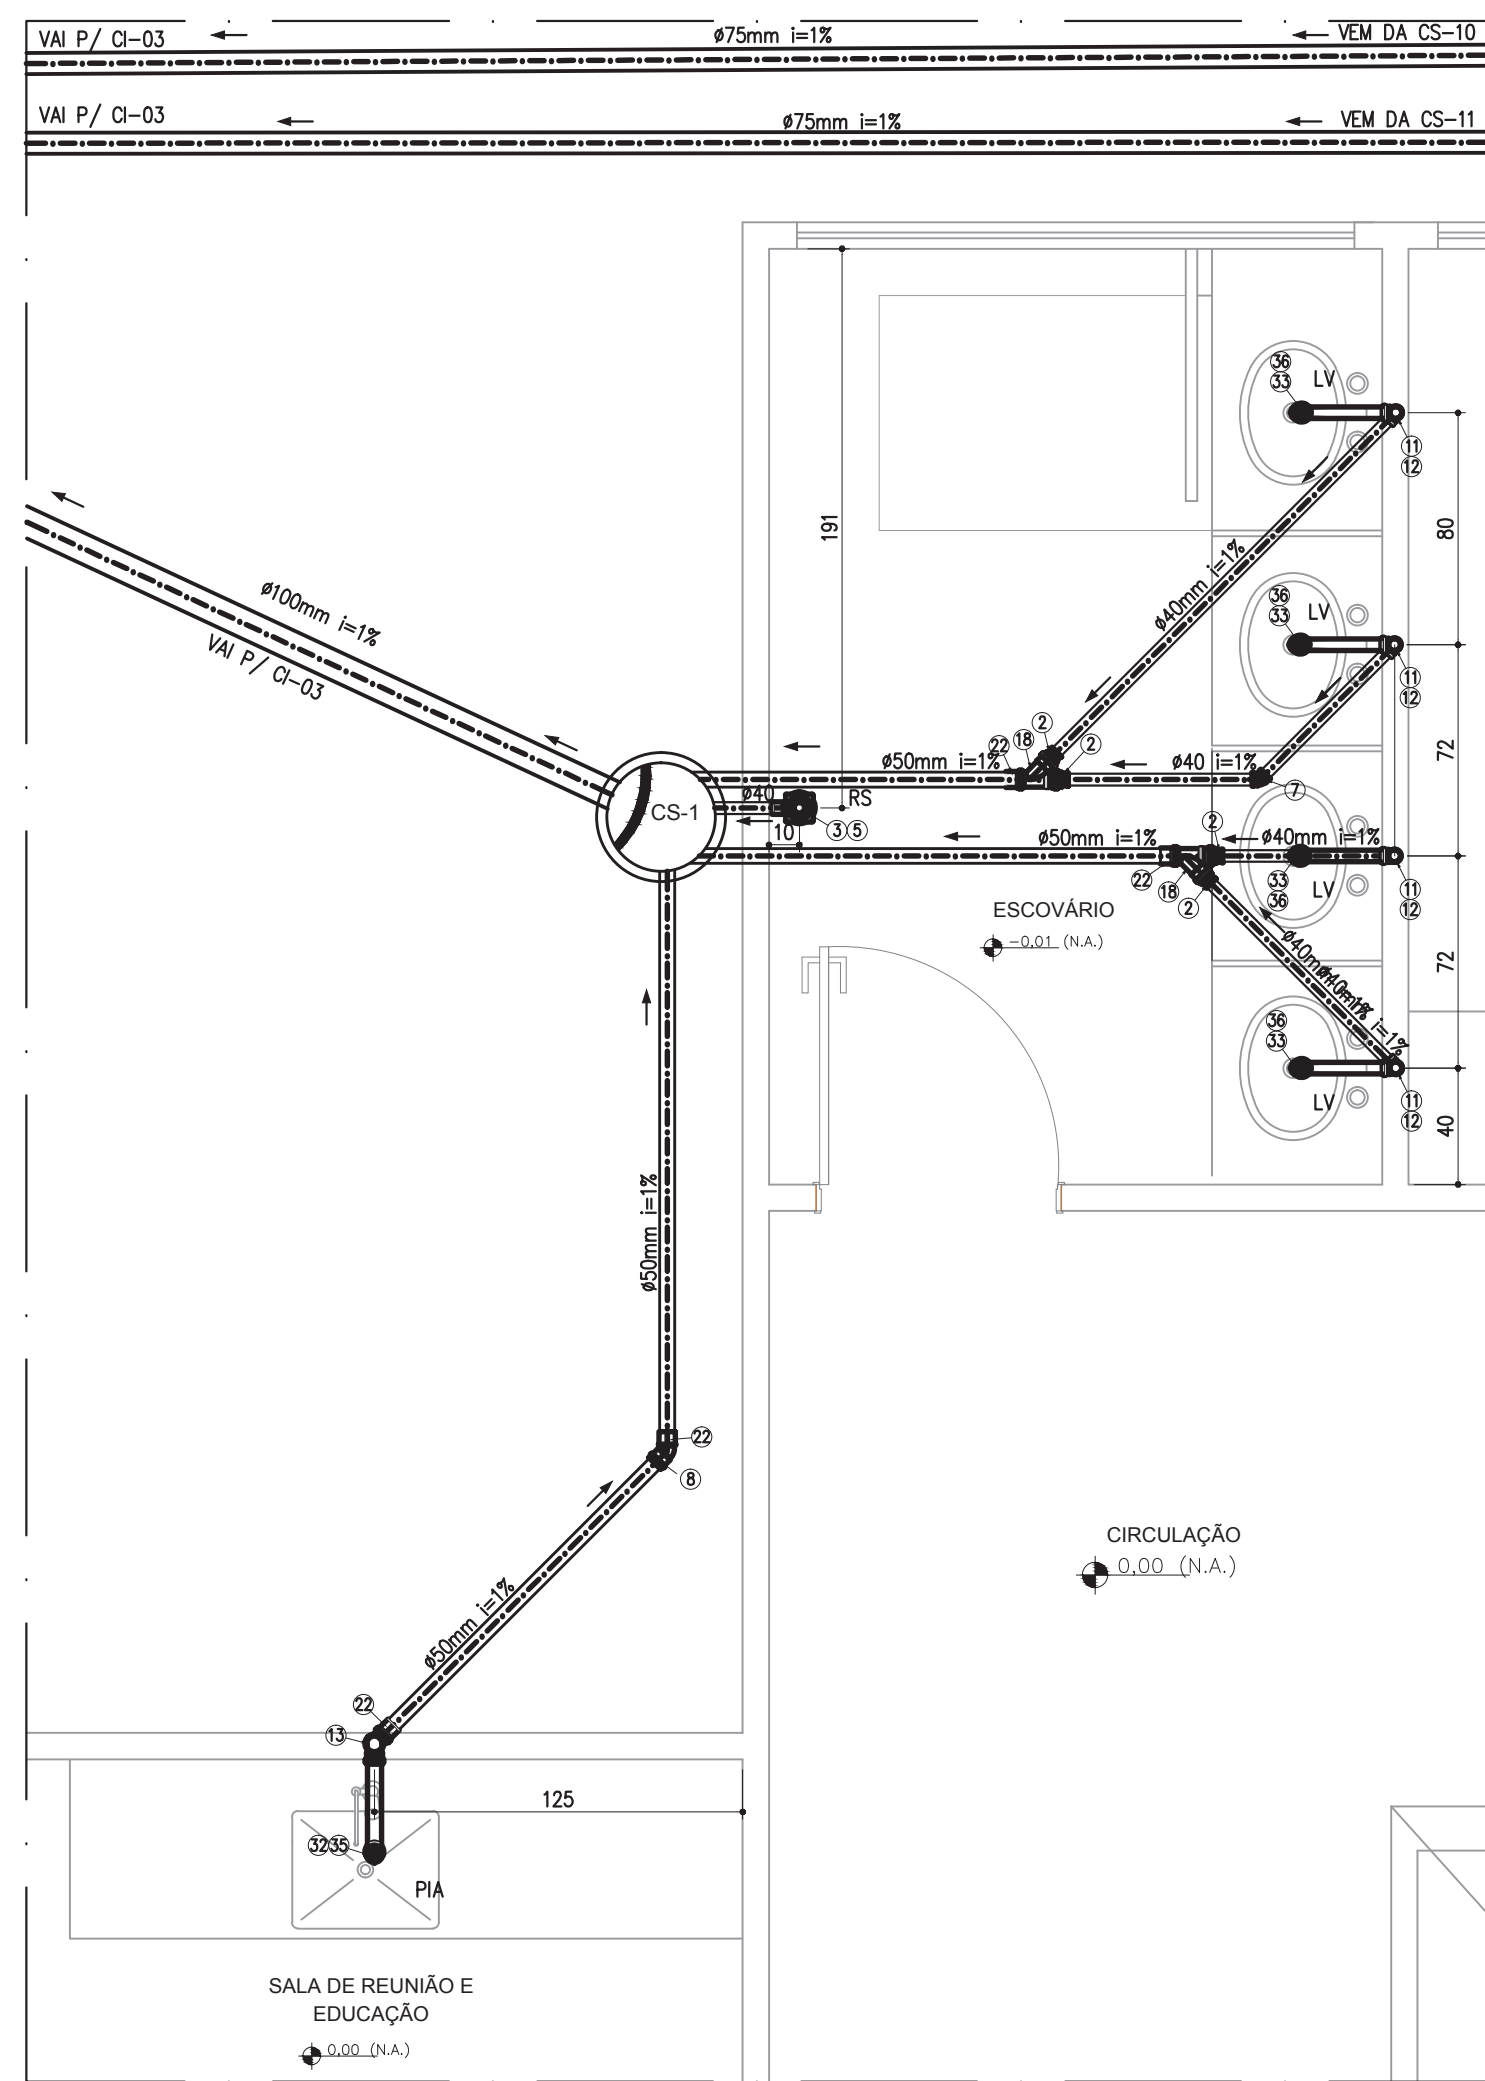 VAI P/ CI-03
ø75mm i=1%
VEM DA CS-10
VAI P/ CI-03
ø75mm i=1%
VEM DA CS-11
36
33
LV
11
12
191
80
ø40mm i=1%
ø100mm i=1%
VAI P/ CI-03
36
33
LV
11
12
2
18
22
2
72
ø50mm i=1%
ø40 i=1%
7
ø40
RS
CS-1
10
3
5
2
ø50mm i=1%
ø40mm i=1%
22
18
2
33
36
LV
11
12
ESCOVÁRIO
-0,01 (N.A.)
ø40mm i=1%
ø40mm i=1%
72
36
33
LV
11
12
40
ø50mm i=1%
22
8
CIRCULAÇÃO
0,00 (N.A.)
ø50mm i=1%
22
13
125
32
35
PIA
SALA DE REUNIÃO E
EDUCAÇÃO
0,00 (N.A.)